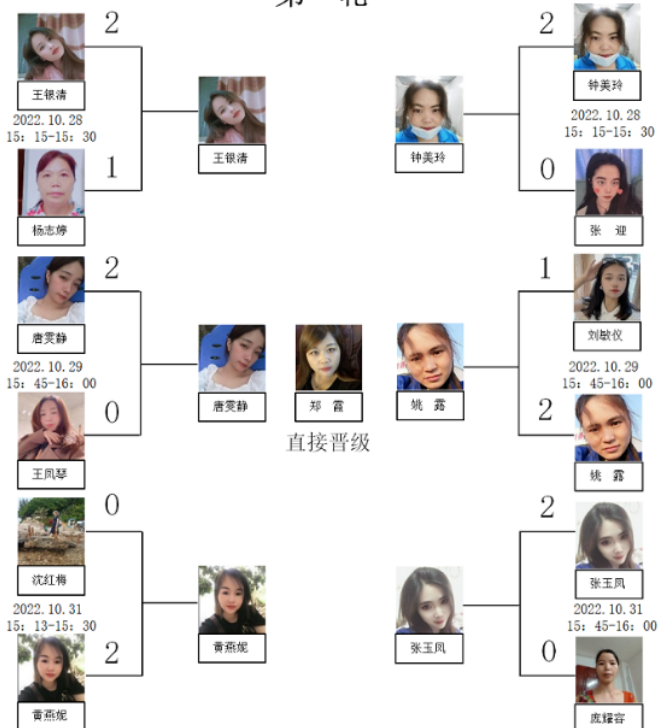 2
王银清
2022.10.28
15：15-15：30
1
杨志婷
王银清
2
钟美玲
2022.10.28
15：15-15：30
0
张 迎
钟美玲
2
唐雯静
2022.10.29
15：45-16：00
0
王凤琴
唐雯静
郑 霞
直接晋级
姚 露
1
刘敏仪
2022.10.29
15：45-16：00
2
姚 露
0
沈红梅
2022.10.31
15：13-15：30
2
黄燕妮
黄燕妮
2
张玉凤
2022.10.31
15：45-16：00
0
庞耀容
张玉凤